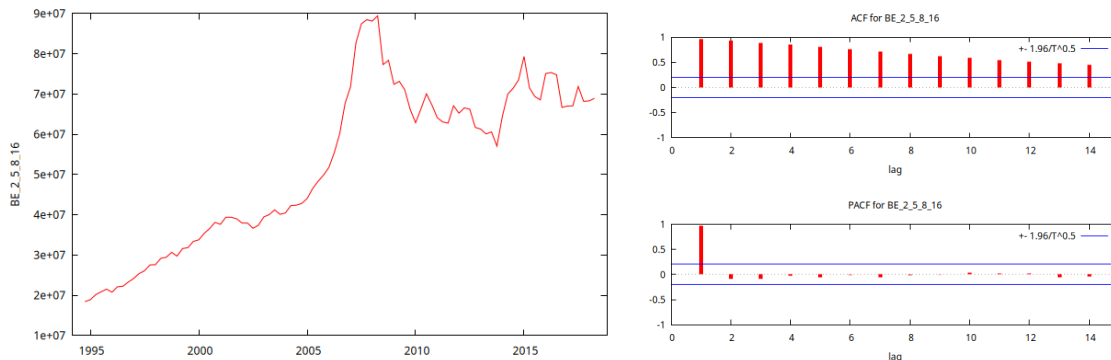 9e+07
8e+07
7e+07
6e+07
5e+07
4e+07
3e+07
2e+07
1e+07
BE_2_5_8_16
1995 2000 2005 2010 2015
ACF for BE_2_5_8_16
+- 1.96/T^0.5
1
0.5
0
-0.5
-1
0 2 4 6 8 10 12 14
lag
PACF for BE_2_5_8_16
+- 1.96/T^0.5
1
0.5
0
-0.5
-1
0 2 4 6 8 10 12 14
lag